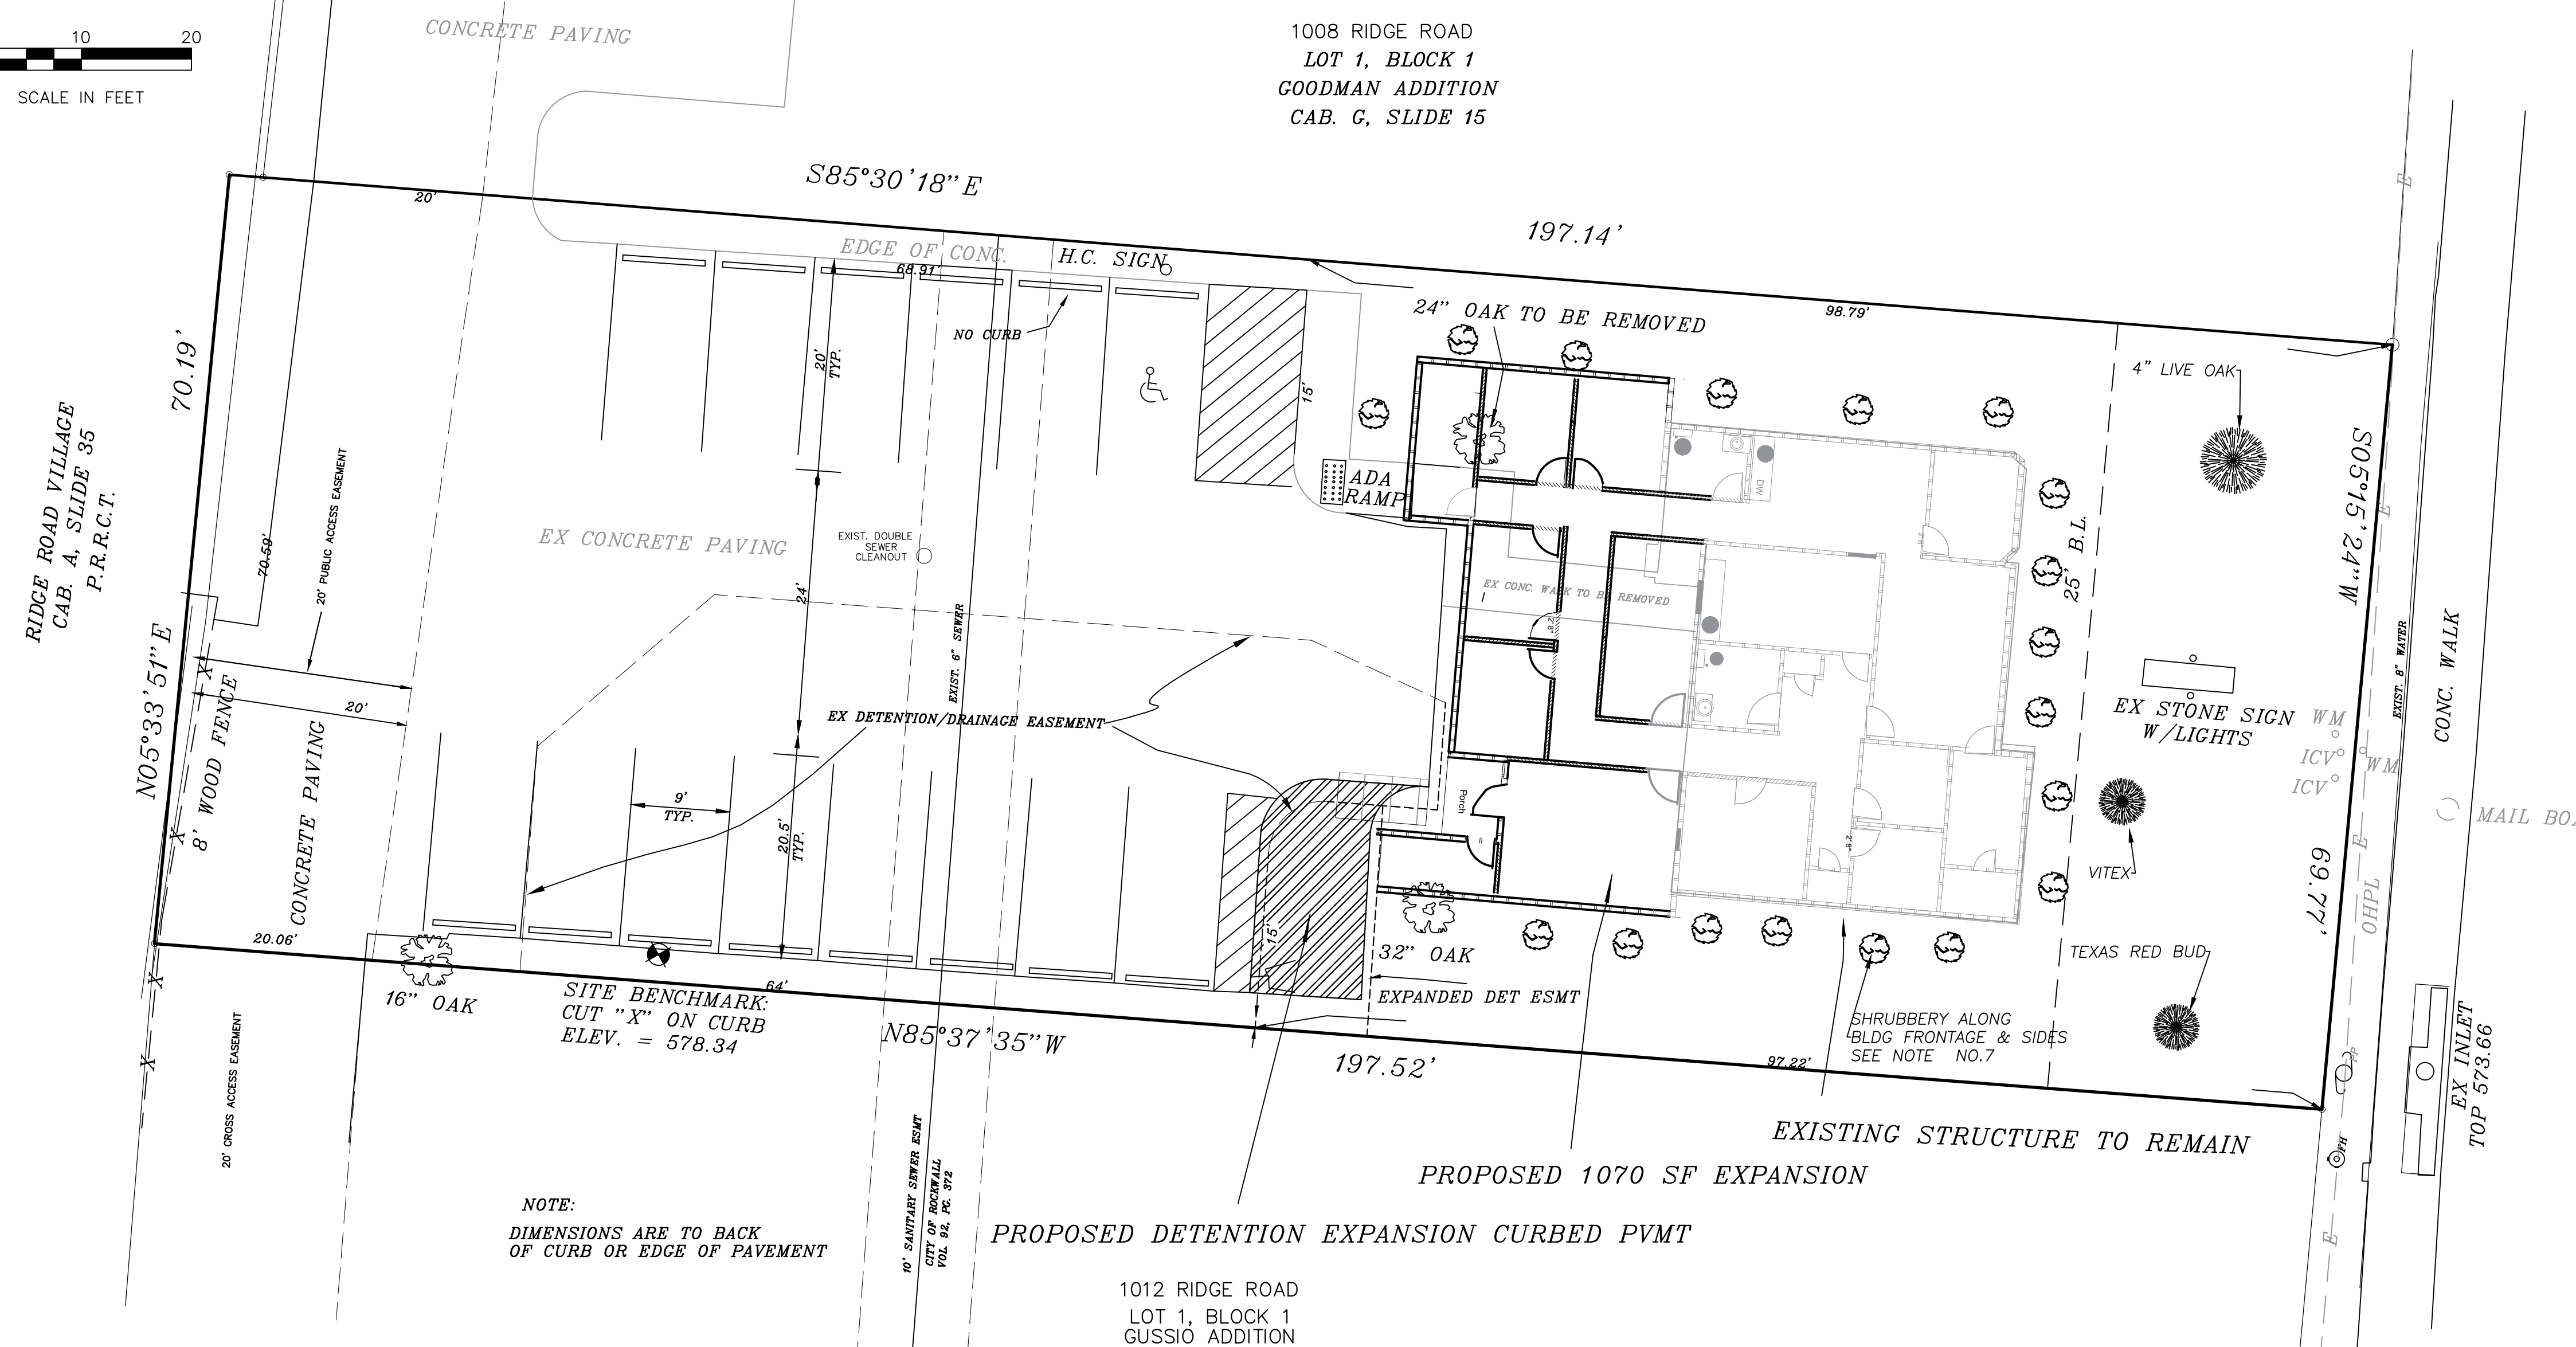 10 20
SCALE IN FEET
CONCRETE PAVING
1008 RIDGE ROAD
LOT 1, BLOCK 1
GOODMAN ADDITION
CAB. G, SLIDE 15
S85°30'18"E
197.14'
20'
68.91'
98.79'
EDGE OF CONC.
H.C. SIGN
NO CURB
20'
TYP.
15'
24" OAK TO BE REMOVED
4" LIVE OAK
E
70.19'
N05°33'51"E
RIDGE ROAD VILLAGE
CAB. A, SLIDE 35
P.R.R.C.T.
70.59'
20' PUBLIC ACCESS EASEMENT
EX CONCRETE PAVING
EXIST. DOUBLE
SEWER
CLEANOUT
24'
EXIST. 6" SEWER
ADA
RAMP
DW
2'6"
EX CONC. WALK TO BE REMOVED
2'8"
25' B.L.
S05°15'24"W
E
EXIST. 8" WATER
CONC. WALK
20'
X
8' WOOD FENCE
CONCRETE PAVING
EX DETENTION/DRAINAGE EASEMENT
EX STONE SIGN
W/LIGHTS
WM
ICV
WM
ICV
MAIL BO
9'
TYP.
20.5'
TYP.
Porch
2'8"
VITEX
E
69.77'
OHPL
X
20.06'
X
16" OAK
SITE BENCHMARK:
CUT "X" ON CURB
ELEV. = 578.34
64'
N85°37'35"W
197.52'
15'
32" OAK
EXPANDED DET ESMT
TEXAS RED BUD
SHRUBBERY ALONG
BLDG FRONTAGE & SIDES
SEE NOTE NO.7
97.22'
PP
EX INLET
TOP 573.66
FH
X
20' CROSS ACCESS EASEMENT
EXISTING STRUCTURE TO REMAIN
PROPOSED 1070 SF EXPANSION
PROPOSED DETENTION EXPANSION CURBED PVMT
10' SANITARY SEWER ESMT
CITY OF ROCKWALL
VOL 92, PG. 372
E
NOTE:
DIMENSIONS ARE TO BACK
OF CURB OR EDGE OF PAVEMENT
1012 RIDGE ROAD
LOT 1, BLOCK 1
GUSSIO ADDITION